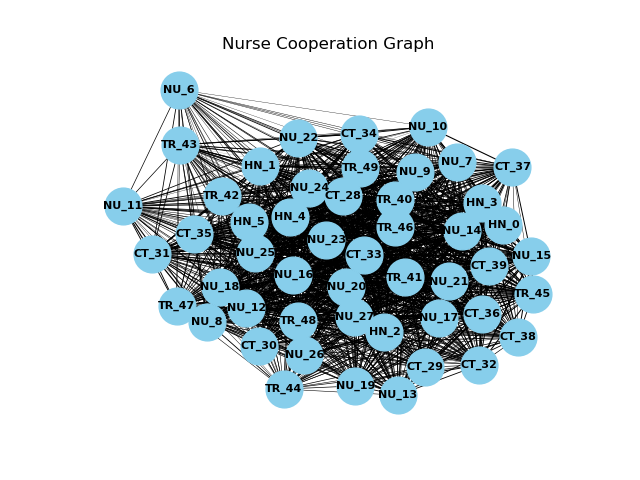 Nurse Cooperation Graph
NU_6
NU_10
CT_34
NU_22
TR_43
NU_7
HN_1
CT_37
TR_49
NU_9
NU_24
TR_42
CT_28
TR_40
HN_3
NU_11
HN_4
HN_5
HN_0
TR_46
NU_14
CT_35
NU_23
NU_25
CT_31
CT_33
NU_15
CT_39
NU_16
TR_41
NU_21
NU_18
NU_20
TR_45
TR_47
NU_12
CT_36
NU_27
NU_17
TR_48
NU_8
HN_2
CT_38
CT_30
NU_26
CT_32
CT_29
NU_19
TR_44
NU_13